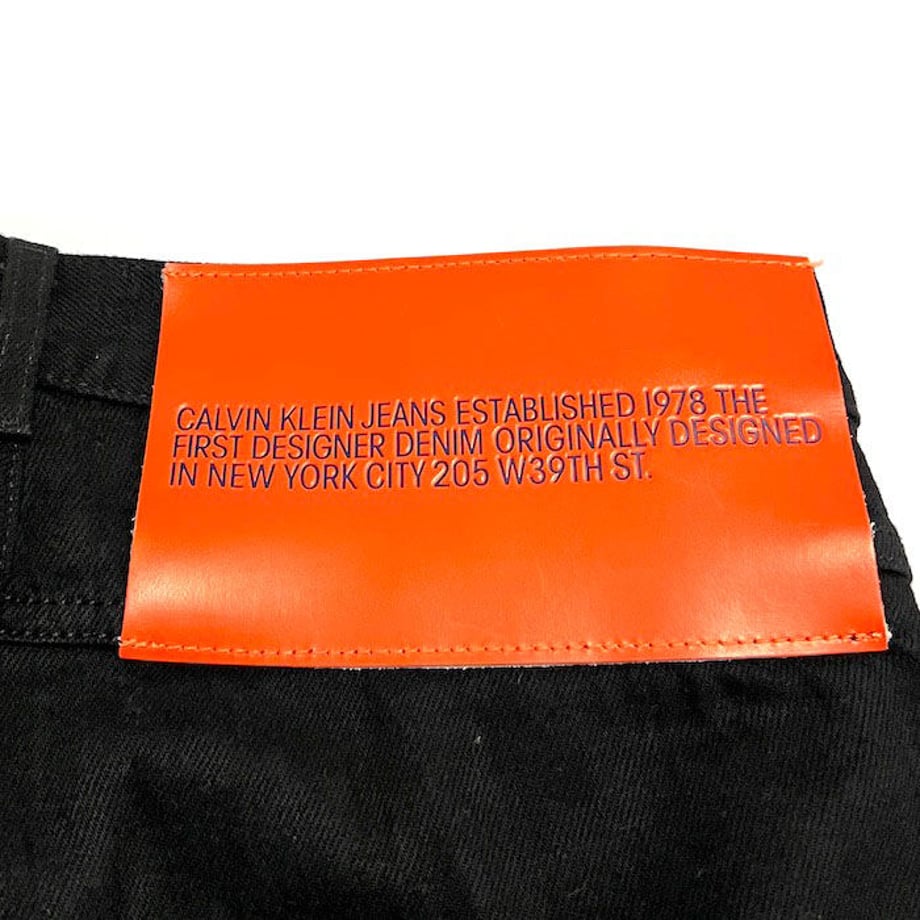 CALVIN KLEIN JEANS ESTABLISHED 1978 THE
FIRST DESIGNER DENIM ORIGINALLY DESIGNED
IN NEW YORK CITY 205 W39TH ST.